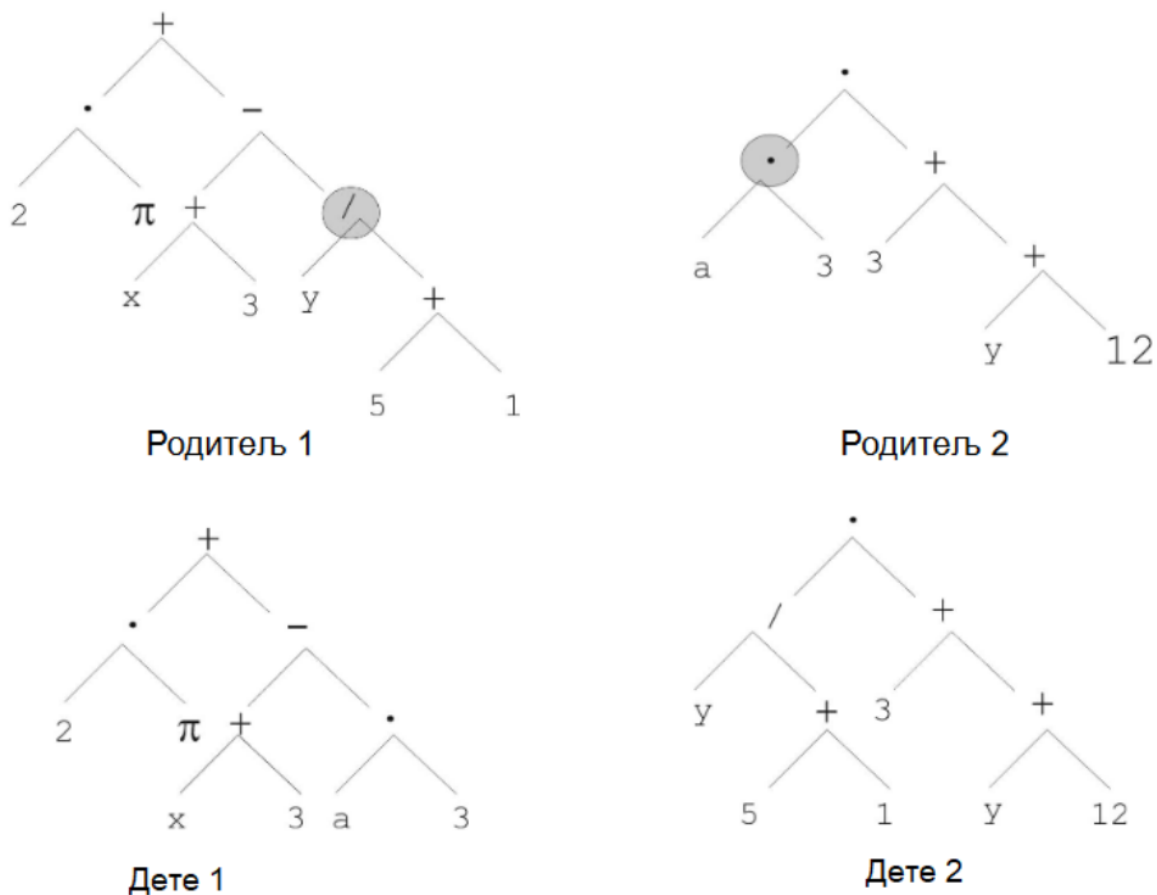 +
• −
2 π + /
x 3 y +
5 1
Родитељ 1
•
• +
a 3 3 +
y 12
Родитељ 2
+
• −
2 π + •
x 3 a 3
Дете 1
•
/ +
y + 3 +
5 1 y 12
Дете 2